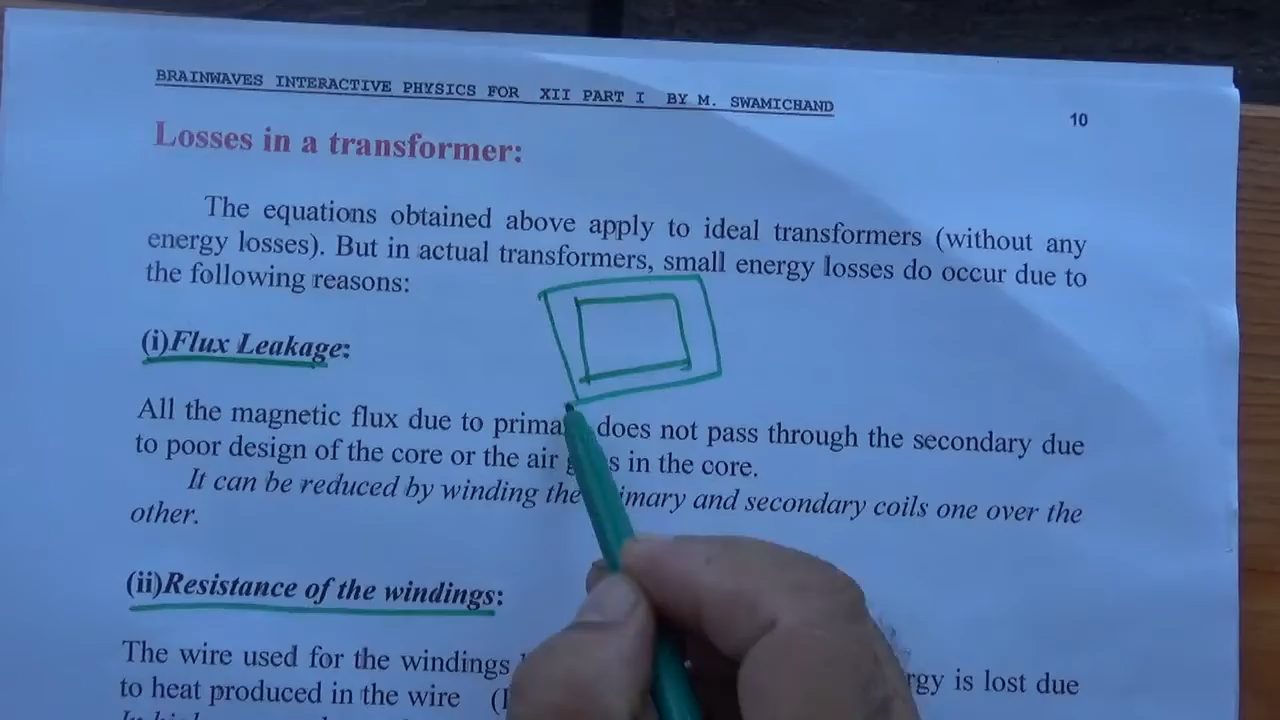 BRAINWAVES INTERACTIVE PHYSICS FOR XII PART I BY M. SWAMICHAND
10
Losses in a transformer:
The equations obtained above apply to ideal transformers (without any
energy losses). But in actual transformers, small energy losses do occur due to
the following reasons:
(i)Flux Leakage:
All the magnetic flux due to does not pass through the secondary due
to poor design of the core or the air in the core.
It can be reduced by winding the and secondary coils one over the
other.
(ii)Resistance of the windings:
The wire used for the windings is lost due
to heat produced in the wire